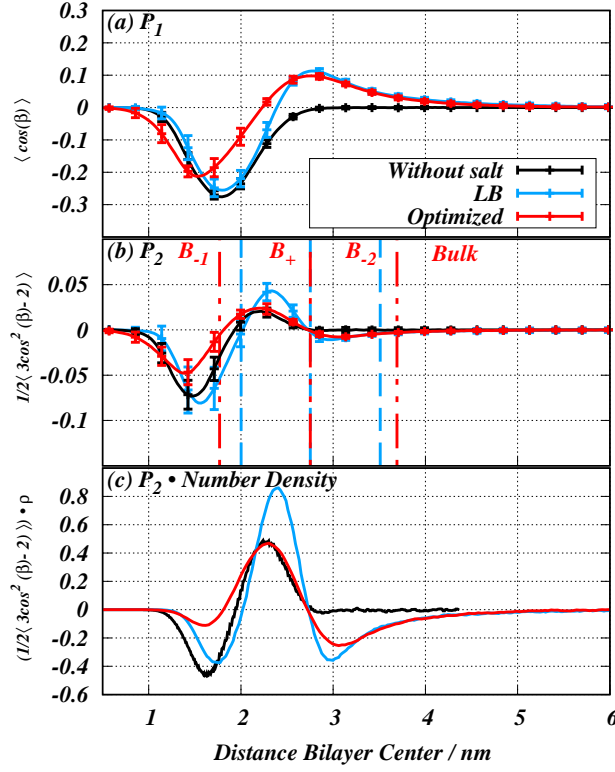 (a) P1
0.3
0.2
0.1
0
-0.1
-0.2
-0.3
⟨ cos(β) ⟩
Without salt
LB
Optimized
(b) P2
B-1
B+
B-2
Bulk
0.05
0
-0.05
-0.1
1/2⟨ 3cos² (β)- 2) ⟩
(c) P2 • Number Density
0.8
0.6
0.4
0.2
0
-0.2
-0.4
-0.6
(1/2⟨ 3cos² (β)- 2) ⟩) • ρ
1 2 3 4 5 6
Distance Bilayer Center / nm